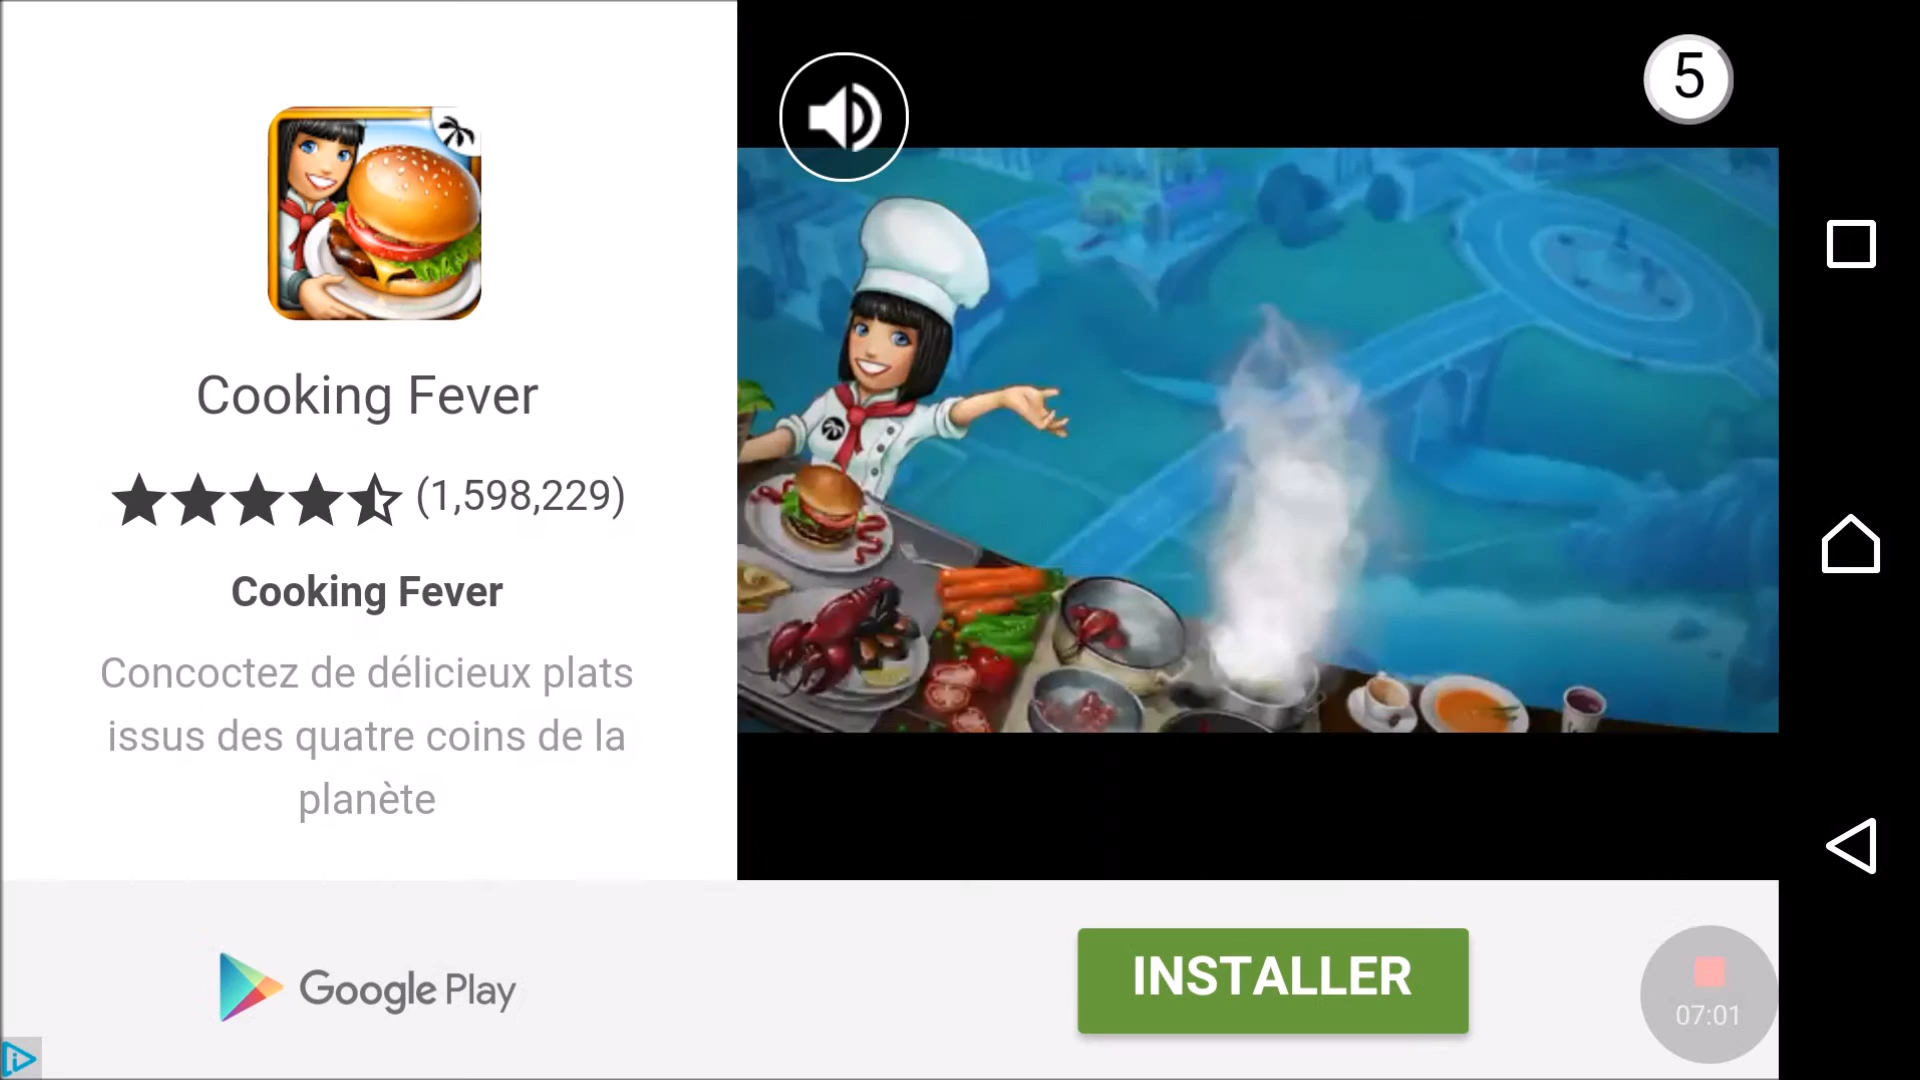 5
Cooking Fever
(1,598,229)
Cooking Fever
Concoctez de délicieux plats
issus des quatre coins de la
planète
Google Play
INSTALLER
07:01